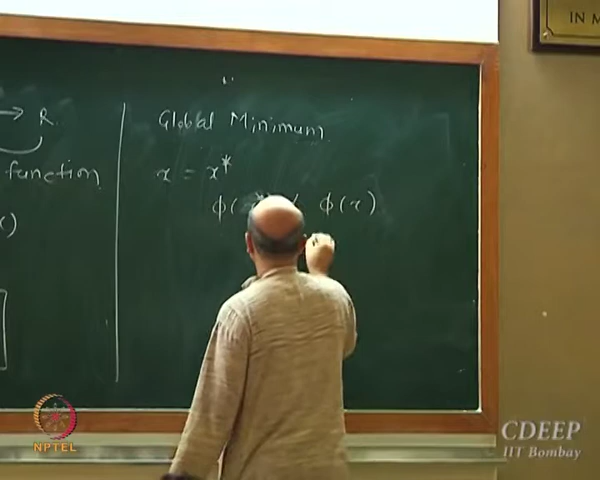 IN M
→ R.
function
Global Minimum
x = x*
φ( φ(x)
x)
NPTEL
CDEEP
IIT Bombay